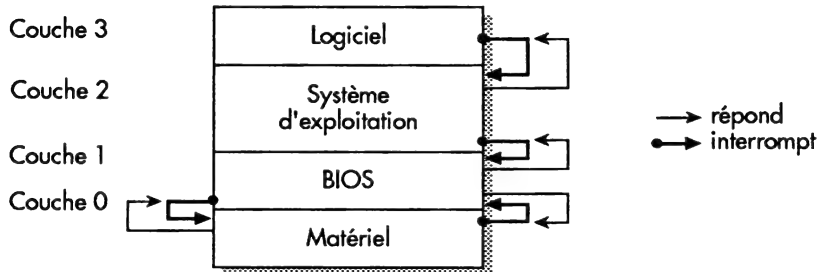 Couche 3
Logiciel
Couche 2
Système
d'exploitation
Couche 1
BIOS
Couche 0
Matériel
répond
interrompt